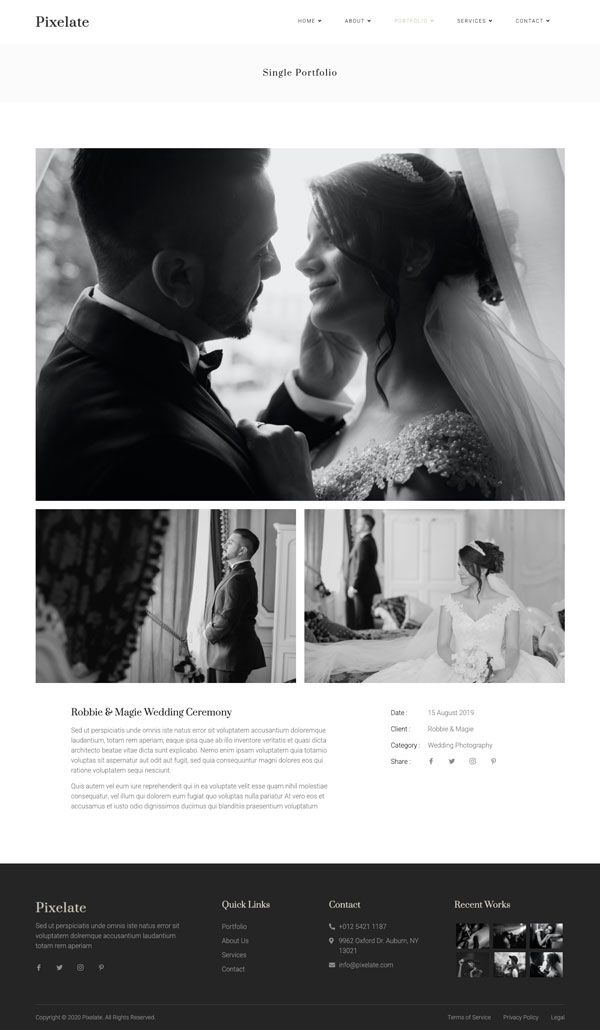 Pixelate
HOME
ABOUT
PORTFOLIO
SERVICES
CONTACT
Single Portfolio
Robbie & Magie Wedding Ceremony
Sed ut perspiciatis unde omnis iste natus error sit voluptatem accusantium doloremque
laudantium, totam rem aperiam, eaque ipsa quae ab illo inventore veritatis et quasi dicta
architecto beatae vitae dicta sunt explicabo. Nemo enim ipsam voluptatem quia totamio
voluptas sit aspernatur aut odit aut fugit, sed quia consequuntur magni dolores eos qui
ratione voluptatem sequi nesciunt.
Quis autem vel eum iure reprehenderit qui in ea voluptate velit esse quam nihil molestiae
consequatur, vel illum qui dolorem eum fugiat quo voluptas nulla pariatur At vero eos et
accusamus et iusto odio dignissimos ducimus qui blanditiis praesentium voluptatum
Date : 15 August 2019
Client : Robbie & Magie
Category : Wedding Photography
Share :
Pixelate
Sed ut perspiciatis unde omnis iste natus error sit
voluptatem dolremque accusantium laudantium
totam rem aperiam
Quick Links
Portfolio
About Us
Services
Contact
Contact
+012 5421 1187
9962 Oxford Dr. Auburn, NY
13021
info@pixelate.com
Recent Works
Copyright © 2020 Pixelate. All Rights Reserved.
Terms of Service
Privacy Policy
Legal